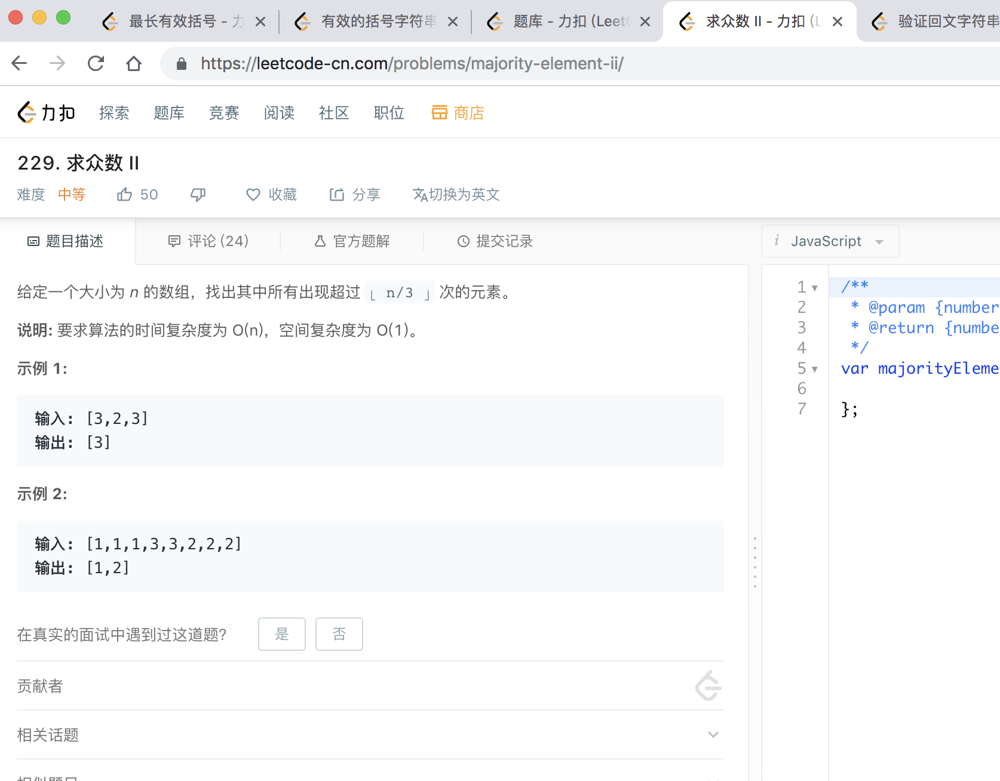 最长有效括号 - 力
有效的括号字符串
题库 - 力扣 (Leet
求众数 II - 力扣 (L
验证回文字符串
https://leetcode-cn.com/problems/majority-element-ii/
力扣 探索 题库 竞赛 阅读 社区 职位 商店
229. 求众数 II
难度 中等 50 收藏 分享 切换为英文
题目描述 评论 (24) 官方题解 提交记录
给定一个大小为 n 的数组，找出其中所有出现超过 ⌊ n/3 ⌋ 次的元素。
说明: 要求算法的时间复杂度为 O(n)，空间复杂度为 O(1)。
示例 1:
输入: [3,2,3]
输出: [3]
示例 2:
输入: [1,1,1,3,3,2,2,2]
输出: [1,2]
在真实的面试中遇到过这道题? 是 否
贡献者
相关话题
i JavaScript
1 /**
2 * @param {number
3 * @return {numbe
4 */
5 var majorityEleme
6
7 };